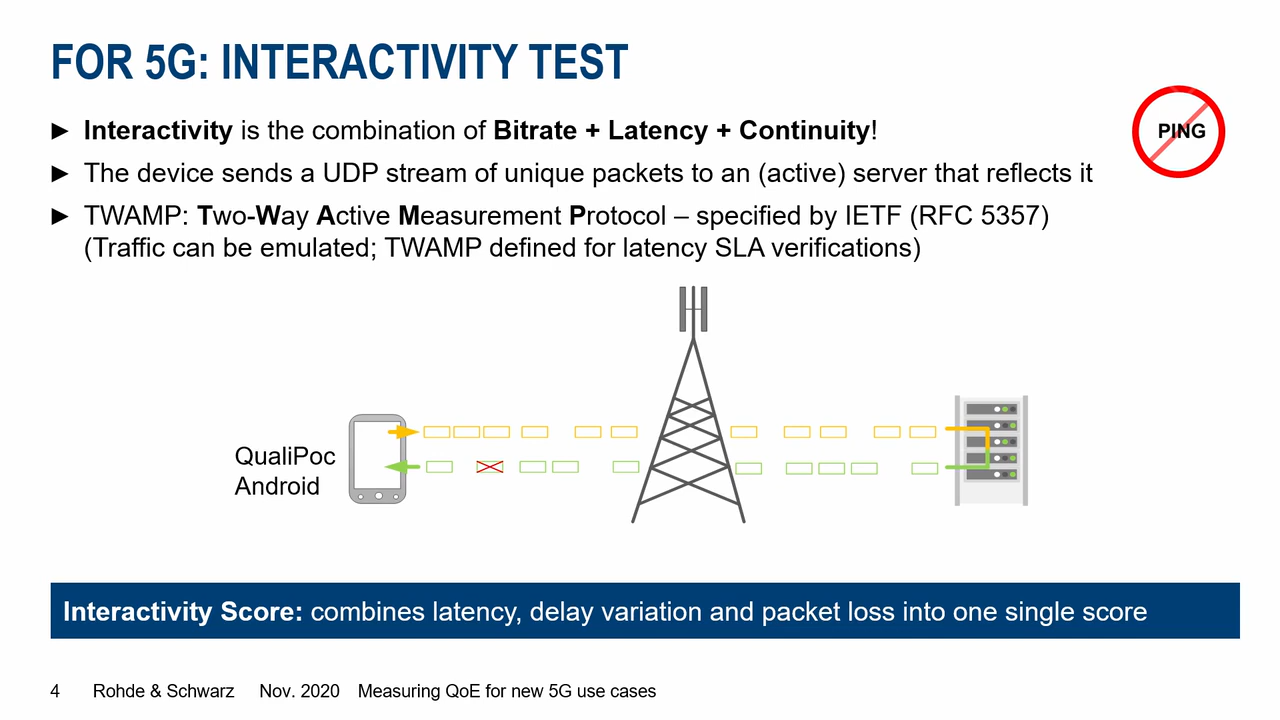 FOR 5G: INTERACTIVITY TEST
PING
► Interactivity is the combination of Bitrate + Latency + Continuity!
► The device sends a UDP stream of unique packets to an (active) server that reflects it
► TWAMP: Two-Way Active Measurement Protocol – specified by IETF (RFC 5357)
(Traffic can be emulated; TWAMP defined for latency SLA verifications)
QualiPoc
Android
Interactivity Score: combines latency, delay variation and packet loss into one single score
4 Rohde & Schwarz Nov. 2020 Measuring QoE for new 5G use cases